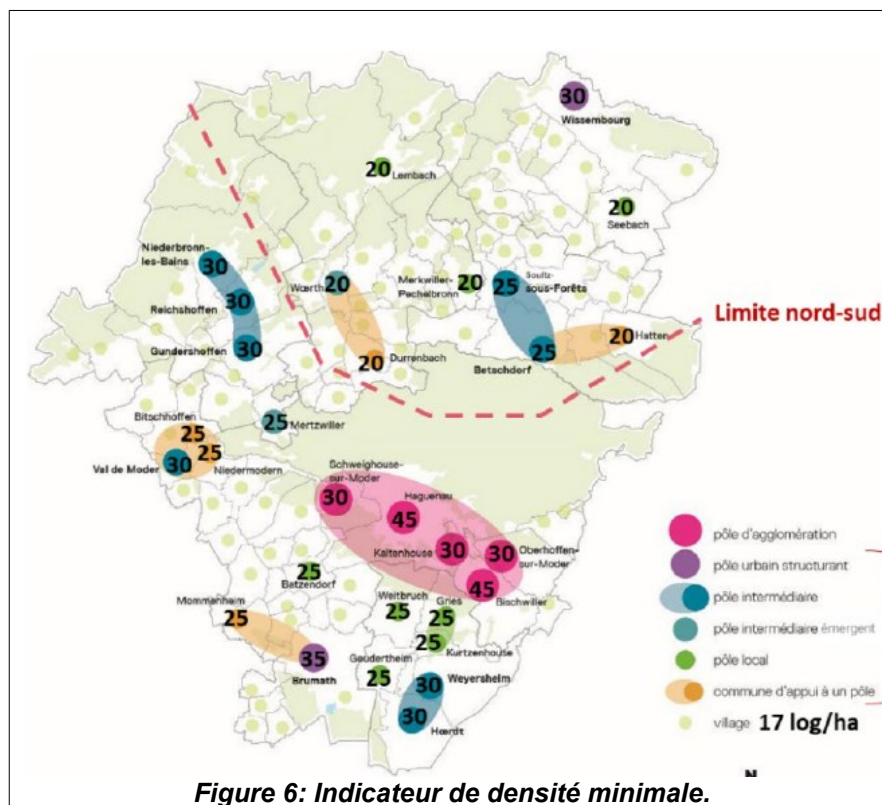 30
Wissembourg
20
Lembach
20
Seebach
Niederbronn-
les-Bains
30
Reichshoffen
30
Gundershoffen
30
Wœrth
20
Merkwiller-
Pechelbronn
20
Soultz-
sous-Forêts
25
Limite nord-sud
20
Hatten
Durrenbach
20
Betschdorf
25
Bitschhoffen
25
25
Niedermodern
Val de Moder
30
25
Mertzwiller
Schweighouse-
sur-Moder
30
Haguenau
45
Kaltenhouse
30
30
Oberhoffen-
sur-Moder
45
Bischwiller
25
Batzendorf
Weitbruch
25
Gries
25
25
Kurtzenhouse
Mommenheim
25
35
Brumath
Geudertheim
25
30
Weyersheim
30
Hœrdt
pôle d'agglomération
pôle urbain structurant
pôle intermédiaire
pôle intermédiaire émergent
pôle local
commune d'appui à un pôle
village 17 log/ha
N
Figure 6: Indicateur de densité minimale.